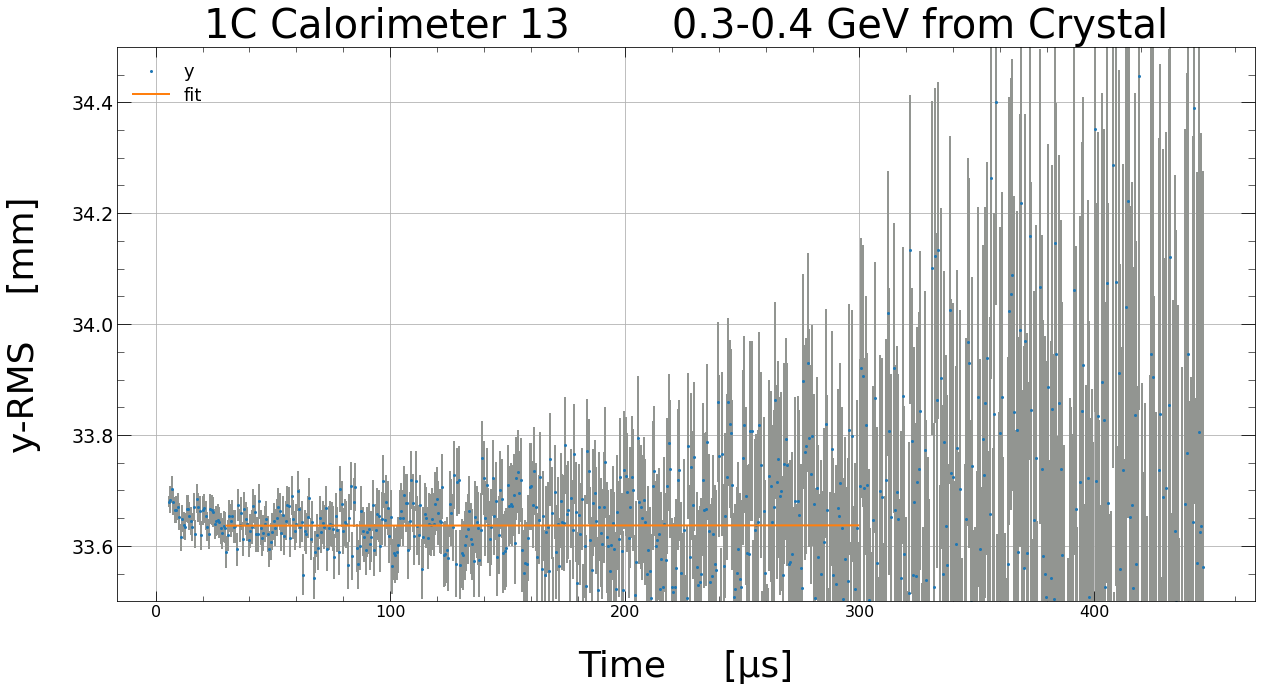 1C Calorimeter 13 0.3-0.4 GeV from Crystal
y
fit
34.4
34.2
34.0
33.8
33.6
y-RMS [mm]
0 100 200 300 400
Time [µs]